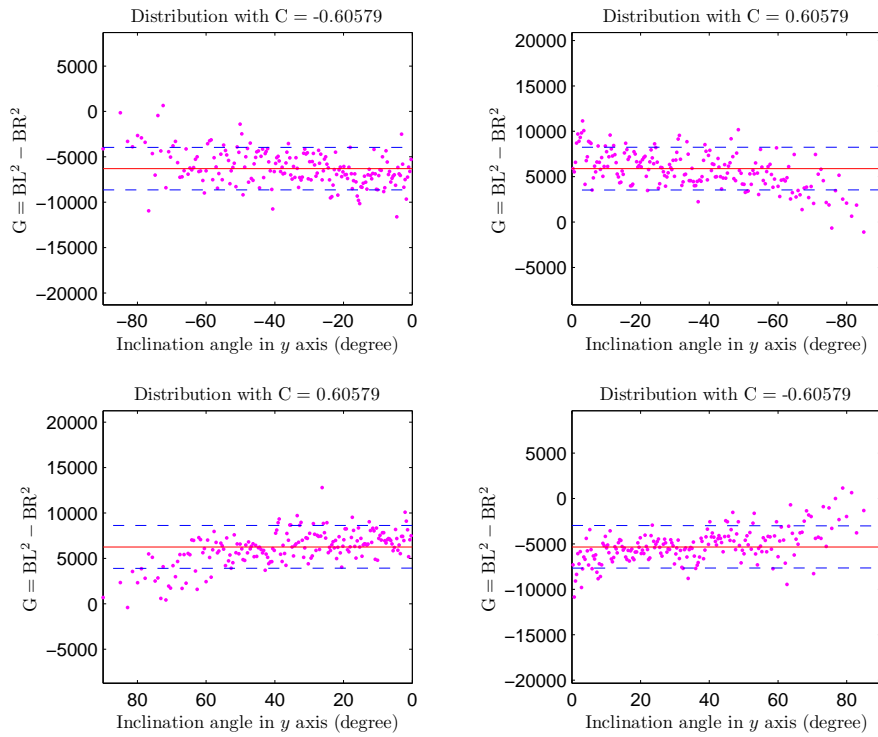 Distribution with C = -0.60579
5000
0
−5000
−10000
−15000
−20000
G = BL² − BR²
−80 −60 −40 −20 0
Inclination angle in y axis (degree)
Distribution with C = 0.60579
20000
15000
10000
5000
0
−5000
G = BL² − BR²
0 −20 −40 −60 −80
Inclination angle in y axis (degree)
Distribution with C = 0.60579
20000
15000
10000
5000
0
−5000
G = BL² − BR²
80 60 40 20 0
Inclination angle in y axis (degree)
Distribution with C = -0.60579
5000
0
−5000
−10000
−15000
−20000
G = BL² − BR²
0 20 40 60 80
Inclination angle in y axis (degree)